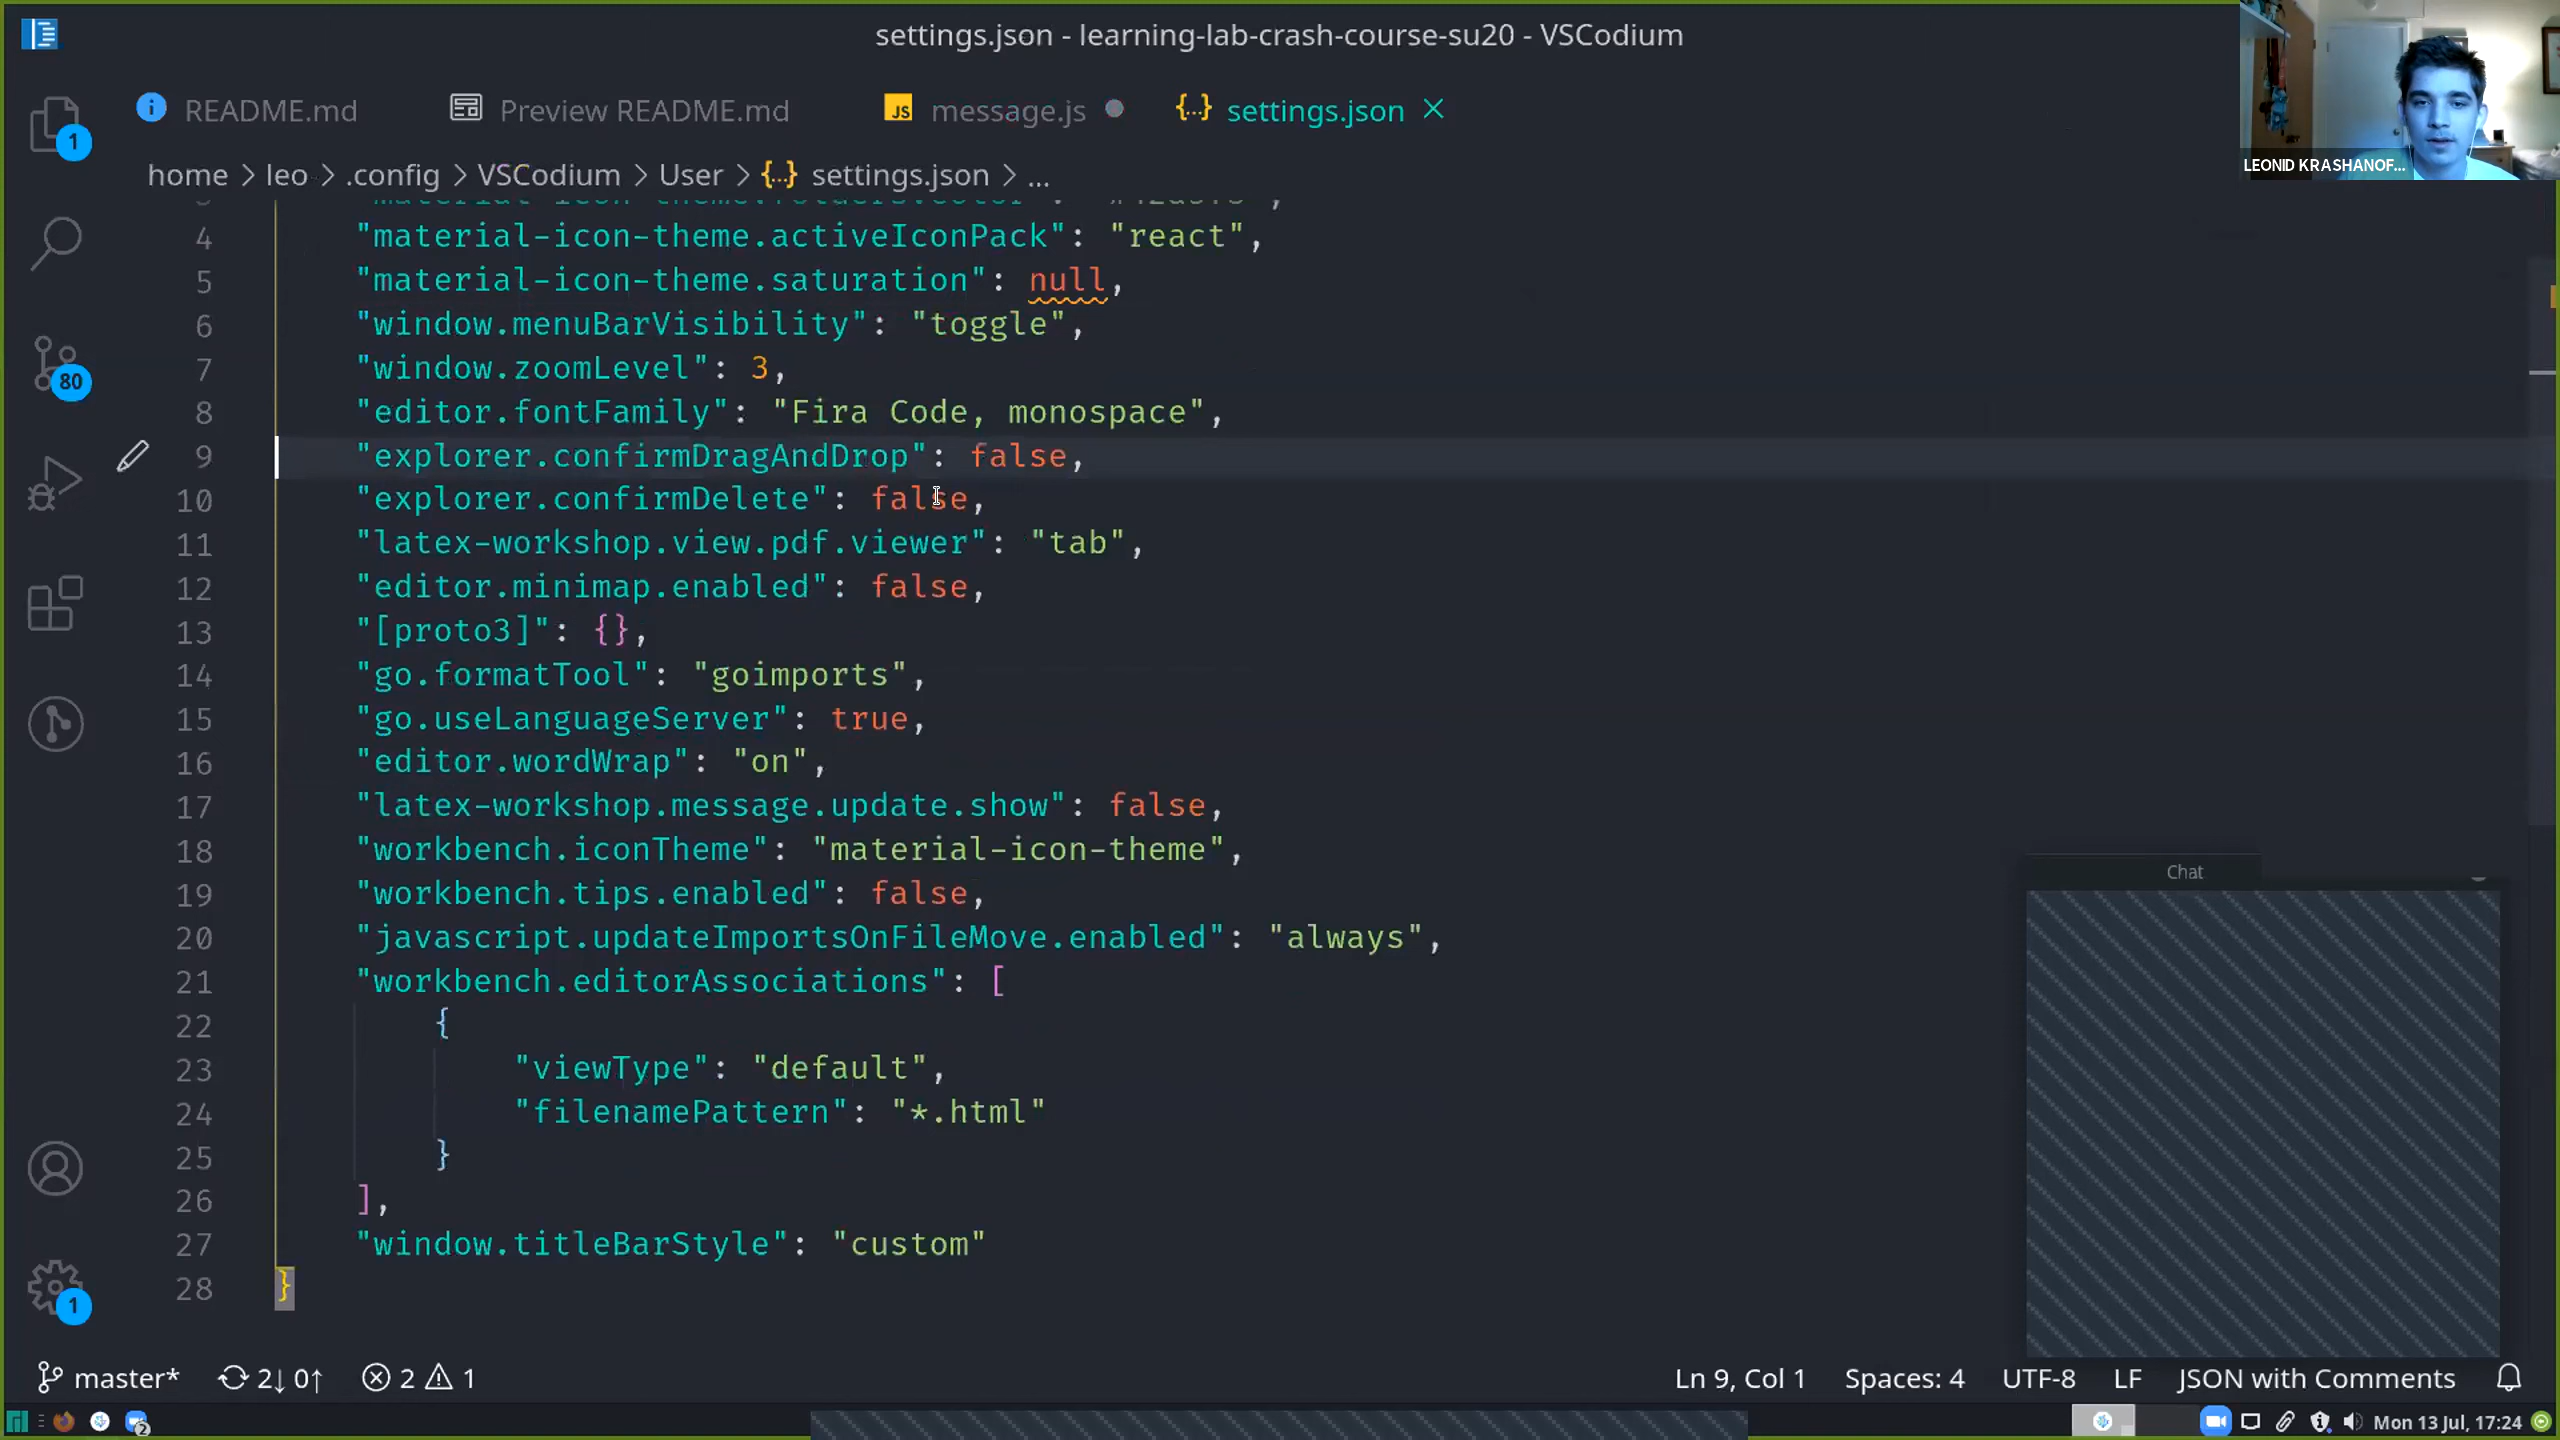 settings.json - learning-lab-crash-course-su20 - VSCodium
README.md Preview README.md JS message.js {..} settings.json
home > leo > .config > VSCodium > User > {..} settings.json > ...
LEONID KRASHANOF...
1
80
4 "material-icon-theme.activeIconPack": "react",
5 "material-icon-theme.saturation": null,
6 "window.menuBarVisibility": "toggle",
7 "window.zoomLevel": 3,
8 "editor.fontFamily": "Fira Code, monospace",
9 "explorer.confirmDragAndDrop": false,
10 "explorer.confirmDelete": false,
11 "latex-workshop.view.pdf.viewer": "tab",
12 "editor.minimap.enabled": false,
13 "[proto3]": {},
14 "go.formatTool": "goimports",
15 "go.useLanguageServer": true,
16 "editor.wordWrap": "on",
17 "latex-workshop.message.update.show": false,
18 "workbench.iconTheme": "material-icon-theme",
19 "workbench.tips.enabled": false,
20 "javascript.updateImportsOnFileMove.enabled": "always",
21 "workbench.editorAssociations": [
22 {
23 "viewType": "default",
24 "filenamePattern": "*.html"
25 }
26 ],
27 "window.titleBarStyle": "custom"
28 }
Chat
1
master* 2↓ 0↑ 2 1 Ln 9, Col 1 Spaces: 4 UTF-8 LF JSON with Comments
2 Mon 13 Jul, 17:24